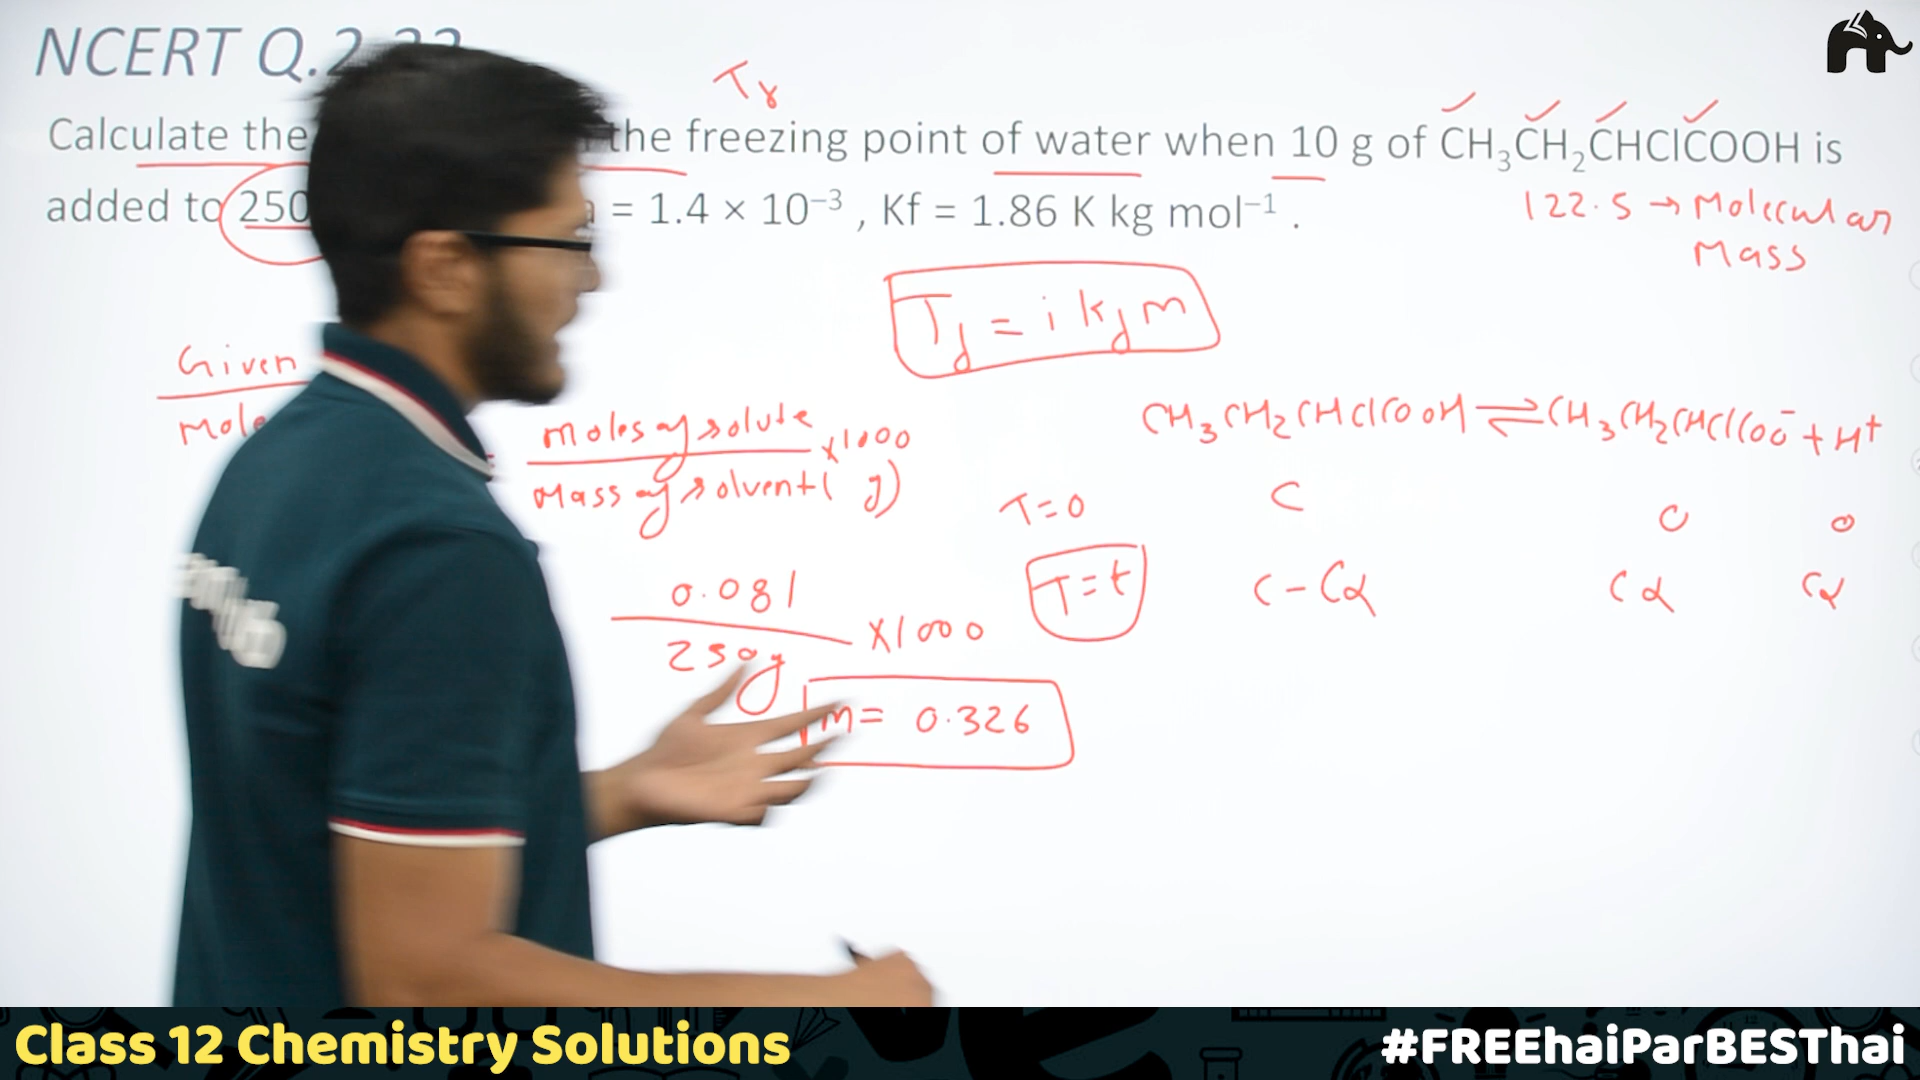 NCERT Q.2
Calculate the the freezing point of water when 10 g of CH₃CH₂CHClCOOH is
added to 250 = 1.4 × 10⁻³ , Kf = 1.86 K kg mol⁻¹ .
122.5 → Molecular
Mass
T_f = i k_f m
Given
Mole
Moles of solute
×1000
Mass of solvent ( g)
CH₃CH₂CHClCOOH ⇌ CH₃CH₂CHClCOO⁻ + H⁺
T=0 C 0 0
T=t C-Cα Cα Cα
0.081
250g
×1000
m= 0.326
Class 12 Chemistry Solutions
#FREEhaiParBESThai